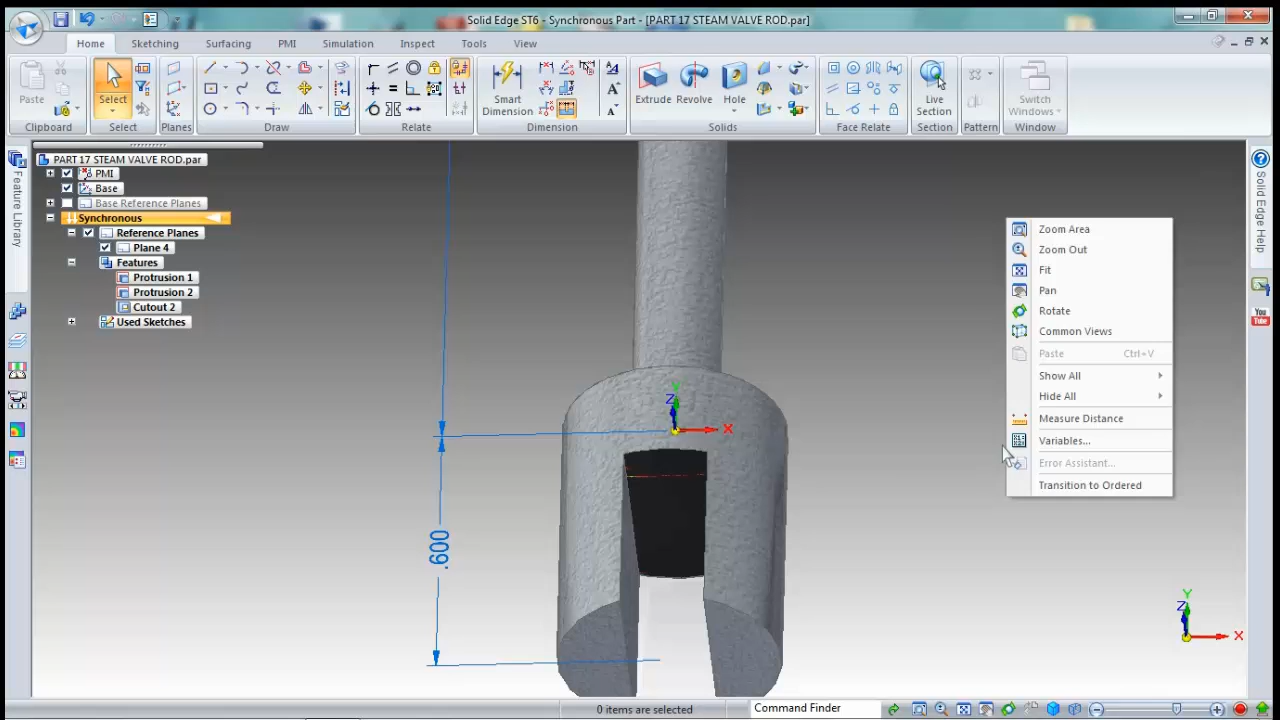 Solid Edge ST6 - Synchronous Part - [PART 17 STEAM VALVE ROD.par]
Home Sketching Surfacing PMI Simulation Inspect Tools View
Paste Select Smart Dimension Extrude Revolve Hole Live Section Switch Windows
Clipboard Select Planes Draw Relate Dimension Solids Face Relate Section Pattern Window
PART 17 STEAM VALVE ROD.par
PMI
Base
Base Reference Planes
Synchronous
Reference Planes
Plane 4
Features
Protrusion 1
Protrusion 2
Cutout 2
Used Sketches
Feature Library
Zoom Area
Zoom Out
Fit
Pan
Rotate
Common Views
Paste Ctrl+V
Show All
Hide All
Measure Distance
Variables...
Error Assistant...
Transition to Ordered
Solid Edge Help
You
Tube
Y
Z
X
.600
Y
Z
X
0 items are selected
Command Finder